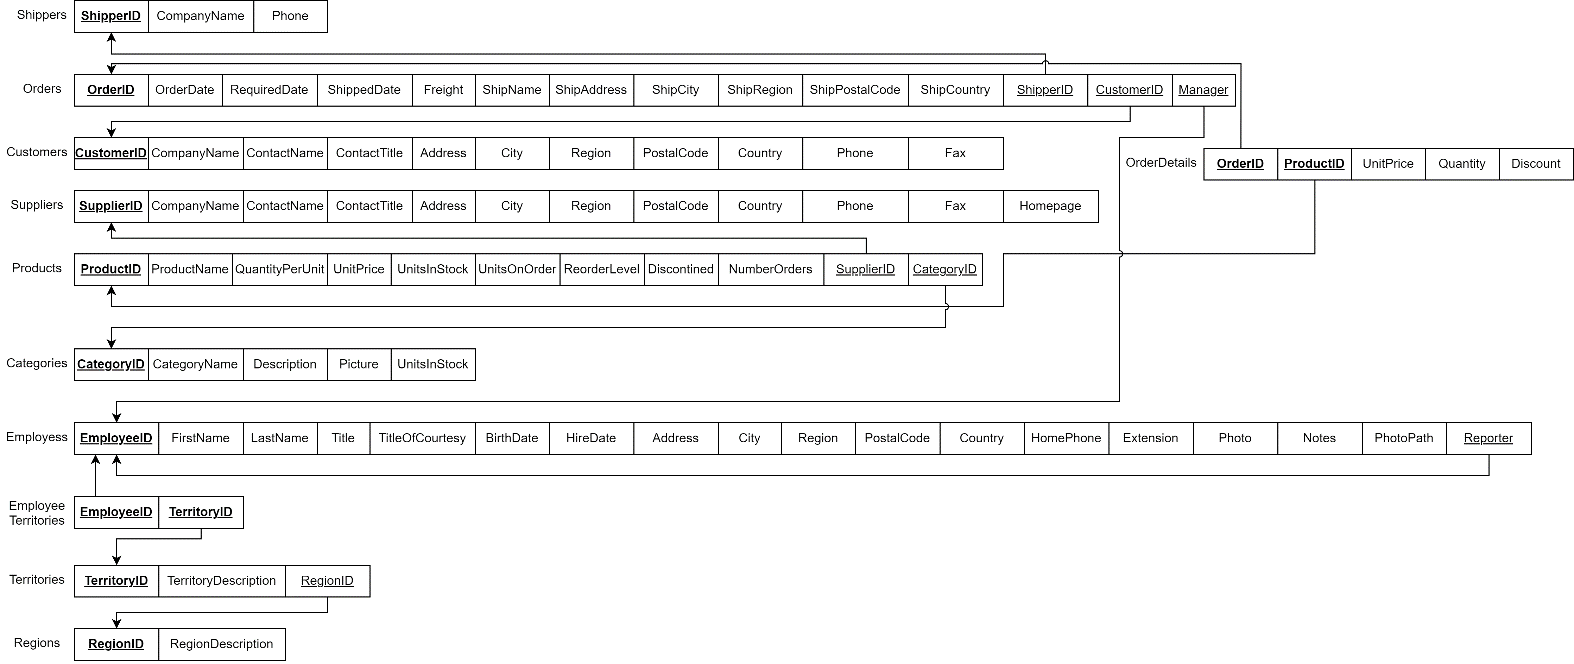 Shippers ShipperID CompanyName Phone
Orders OrderID OrderDate RequiredDate ShippedDate Freight ShipName ShipAddress ShipCity ShipRegion ShipPostalCode ShipCountry ShipperID CustomerID Manager
Customers CustomerID CompanyName ContactName ContactTitle Address City Region PostalCode Country Phone Fax
OrderDetails OrderID ProductID UnitPrice Quantity Discount
Suppliers SupplierID CompanyName ContactName ContactTitle Address City Region PostalCode Country Phone Fax Homepage
Products ProductID ProductName QuantityPerUnit UnitPrice UnitsInStock UnitsOnOrder ReorderLevel Discontined NumberOrders SupplierID CategoryID
Categories CategoryID CategoryName Description Picture UnitsInStock
Employess EmployeeID FirstName LastName Title TitleOfCourtesy BirthDate HireDate Address City Region PostalCode Country HomePhone Extension Photo Notes PhotoPath Reporter
Employee
Territories EmployeeID TerritoryID
Territories TerritoryID TerritoryDescription RegionID
Regions RegionID RegionDescription